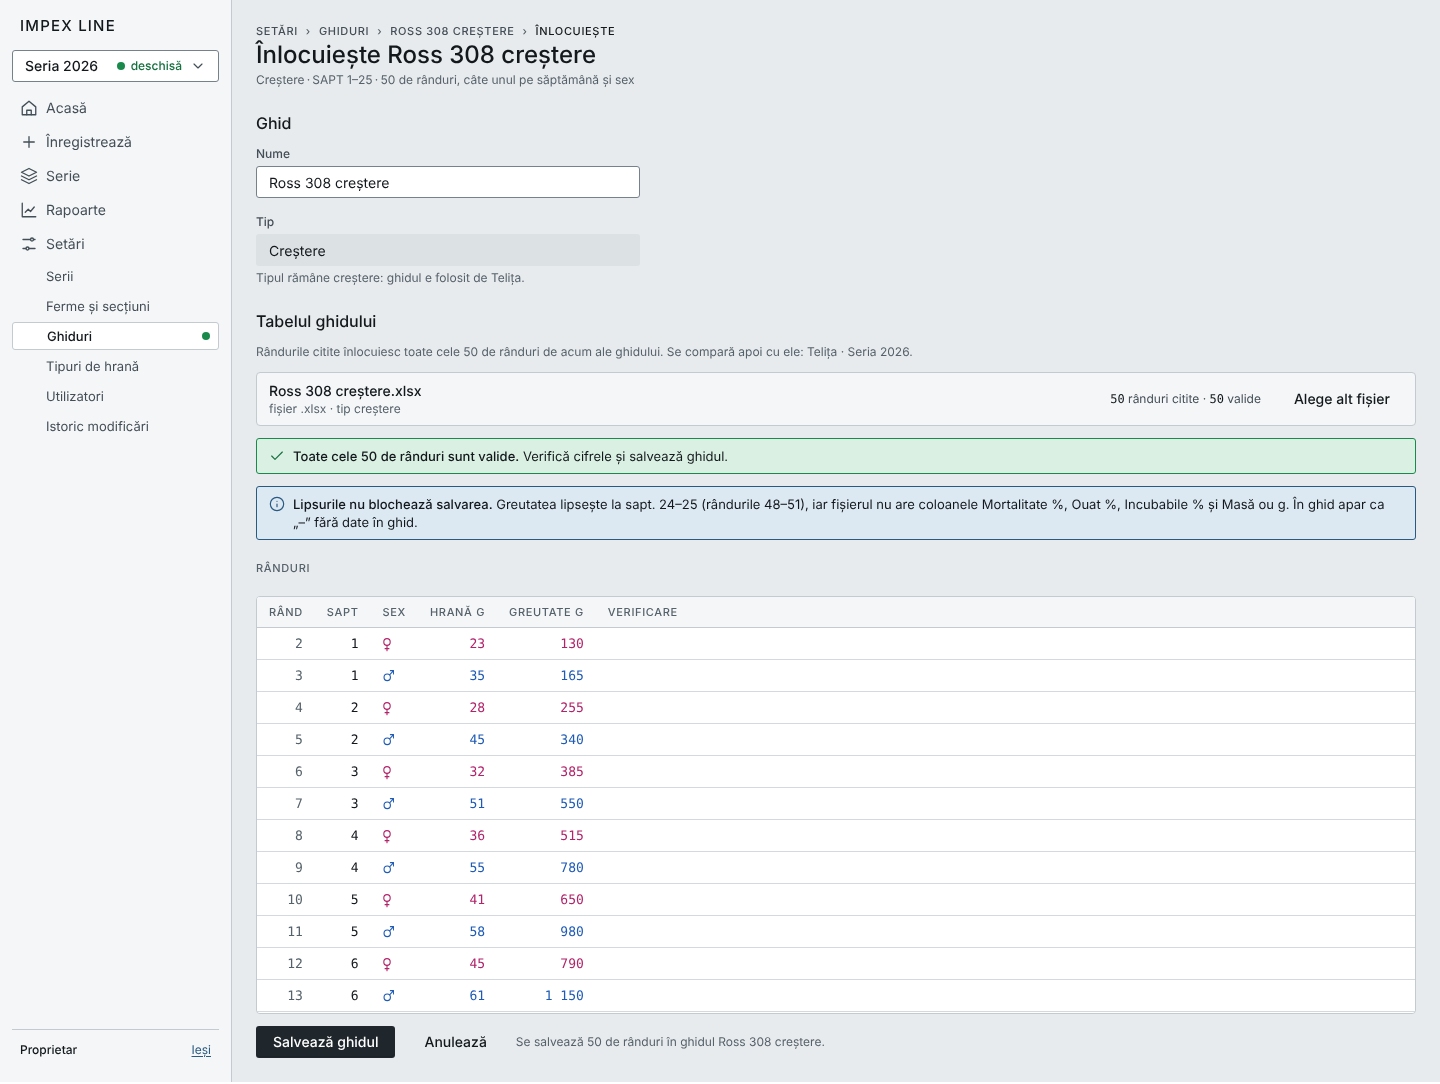 IMPEX LINE
Seria 2026 deschisă
Acasă
Înregistrează
Serie
Rapoarte
Setări
Serii
Ferme și secțiuni
Ghiduri
Tipuri de hrană
Utilizatori
Istoric modificări
Proprietar Ieși
SETĂRI › GHIDURI › ROSS 308 CREȘTERE › ÎNLOCUIEȘTE
Înlocuiește Ross 308 creștere
Creștere · SAPT 1–25 · 50 de rânduri, câte unul pe săptămână și sex
Ghid
Nume
Ross 308 creștere
Tip
Creștere
Tipul rămâne creștere: ghidul e folosit de Telița.
Tabelul ghidului
Rândurile citite înlocuiesc toate cele 50 de rânduri de acum ale ghidului. Se compară apoi cu ele: Telița · Seria 2026.
Ross 308 creștere.xlsx
fișier .xlsx · tip creștere
50 rânduri citite · 50 valide
Alege alt fișier
Toate cele 50 de rânduri sunt valide. Verifică cifrele și salvează ghidul.
Lipsurile nu blochează salvarea. Greutatea lipsește la sapt. 24–25 (rândurile 48–51), iar fișierul nu are coloanele Mortalitate %, Ouat %, Incubabile % și Masă ou g. În ghid apar ca
„–” fără date în ghid.
RÂNDURI
RÂND SAPT SEX HRANĂ G GREUTATE G VERIFICARE
2 1 ♀ 23 130
3 1 ♂ 35 165
4 2 ♀ 28 255
5 2 ♂ 45 340
6 3 ♀ 32 385
7 3 ♂ 51 550
8 4 ♀ 36 515
9 4 ♂ 55 780
10 5 ♀ 41 650
11 5 ♂ 58 980
12 6 ♀ 45 790
13 6 ♂ 61 1 150
Salvează ghidul
Anulează
Se salvează 50 de rânduri în ghidul Ross 308 creștere.